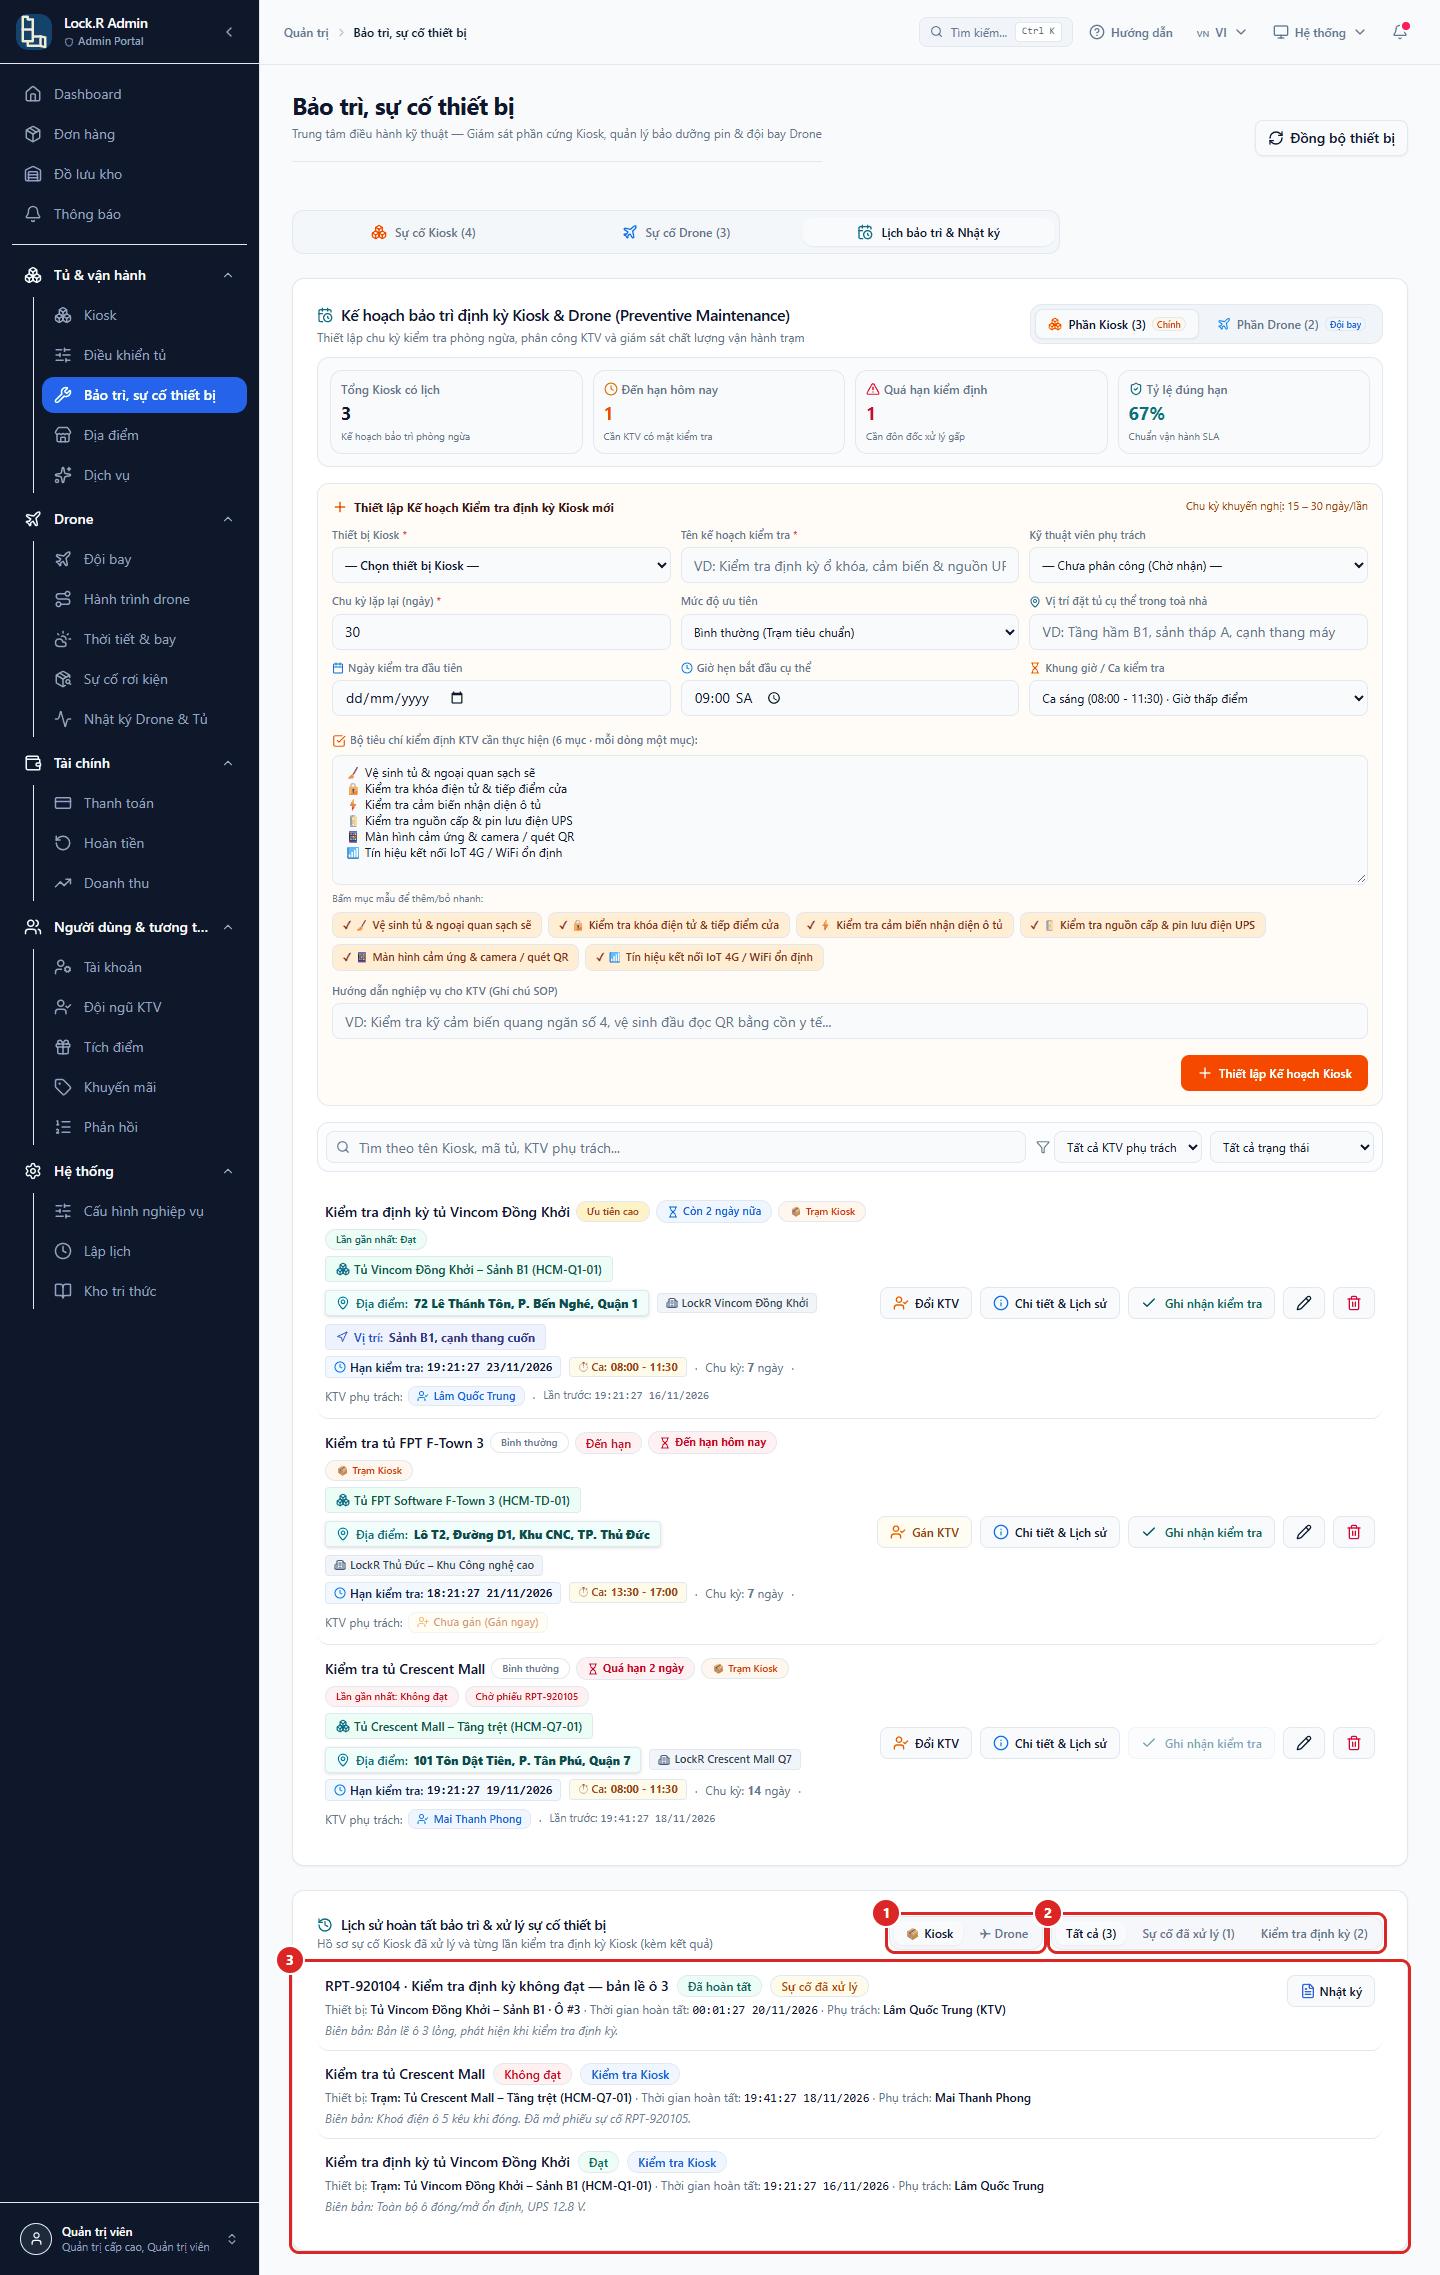 Lock.R Admin
Admin Portal
Dashboard
Đơn hàng
Đồ lưu kho
Thông báo
Tủ & vận hành
Kiosk
Điều khiển tủ
Bảo trì, sự cố thiết bị
Địa điểm
Dịch vụ
Drone
Đội bay
Hành trình drone
Thời tiết & bay
Sự cố rơi kiện
Nhật ký Drone & Tủ
Tài chính
Thanh toán
Hoàn tiền
Doanh thu
Người dùng & tương t...
Tài khoản
Đội ngũ KTV
Tích điểm
Khuyến mãi
Phản hồi
Hệ thống
Cấu hình nghiệp vụ
Lập lịch
Kho tri thức
Quản trị viên
Quản trị cấp cao, Quản trị viên
Quản trị > Bảo trì, sự cố thiết bị
Tìm kiếm... Ctrl K
Hướng dẫn
VN VI
Hệ thống
Bảo trì, sự cố thiết bị
Trung tâm điều hành kỹ thuật — Giám sát phần cứng Kiosk, quản lý bảo dưỡng pin & đội bay Drone
Đồng bộ thiết bị
Sự cố Kiosk (4)
Sự cố Drone (3)
Lịch bảo trì & Nhật ký
Kế hoạch bảo trì định kỳ Kiosk & Drone (Preventive Maintenance)
Thiết lập chu kỳ kiểm tra phòng ngừa, phân công KTV và giám sát chất lượng vận hành trạm
Phần Kiosk (3) Chính
Phần Drone (2) Đội bay
Tổng Kiosk có lịch
3
Kế hoạch bảo trì phòng ngừa
Đến hạn hôm nay
1
Cần KTV có mặt kiểm tra
Quá hạn kiểm định
1
Cần đôn đốc xử lý gấp
Tỷ lệ đúng hạn
67%
Chuẩn vận hành SLA
Thiết lập Kế hoạch Kiểm tra định kỳ Kiosk mới
Chu kỳ khuyến nghị: 15 – 30 ngày/lần
Thiết bị Kiosk *
— Chọn thiết bị Kiosk —
Tên kế hoạch kiểm tra *
VD: Kiểm tra định kỳ ổ khóa, cảm biến & nguồn UF
Kỹ thuật viên phụ trách
— Chưa phân công (Chờ nhận) —
Chu kỳ lặp lại (ngày) *
30
Mức độ ưu tiên
Bình thường (Trạm tiêu chuẩn)
Vị trí đặt tủ cụ thể trong toà nhà
VD: Tầng hầm B1, sảnh tháp A, cạnh thang máy
Ngày kiểm tra đầu tiên
dd/mm/yyyy
Giờ hẹn bắt đầu cụ thể
09:00 SA
Khung giờ / Ca kiểm tra
Ca sáng (08:00 - 11:30) · Giờ thấp điểm
Bộ tiêu chí kiểm định KTV cần thực hiện (6 mục · mỗi dòng một mục):
Vệ sinh tủ & ngoại quan sạch sẽ
Kiểm tra khóa điện tử & tiếp điểm cửa
Kiểm tra cảm biến nhận diện ô tủ
Kiểm tra nguồn cấp & pin lưu điện UPS
Màn hình cảm ứng & camera / quét QR
Tín hiệu kết nối IoT 4G / WiFi ổn định
Bấm mục mẫu để thêm/bỏ nhanh:
✓ Vệ sinh tủ & ngoại quan sạch sẽ
✓ Kiểm tra khóa điện tử & tiếp điểm cửa
✓ Kiểm tra cảm biến nhận diện ô tủ
✓ Kiểm tra nguồn cấp & pin lưu điện UPS
✓ Màn hình cảm ứng & camera / quét QR
✓ Tín hiệu kết nối IoT 4G / WiFi ổn định
Hướng dẫn nghiệp vụ cho KTV (Ghi chú SOP)
VD: Kiểm tra kỹ cảm biến quang ngăn số 4, vệ sinh đầu đọc QR bằng cồn y tế...
+ Thiết lập Kế hoạch Kiosk
Tìm theo tên Kiosk, mã tủ, KTV phụ trách...
Tất cả KTV phụ trách
Tất cả trạng thái
Kiểm tra định kỳ tủ Vincom Đồng Khởi Ưu tiên cao Còn 2 ngày nữa Trạm Kiosk
Lần gần nhất: Đạt
Tủ Vincom Đồng Khởi – Sảnh B1 (HCM-Q1-01)
Địa điểm: 72 Lê Thánh Tôn, P. Bến Nghé, Quận 1 LockR Vincom Đồng Khởi
Vị trí: Sảnh B1, cạnh thang cuốn
Hạn kiểm tra: 19:21:27 23/11/2026 Ca: 08:00 - 11:30 · Chu kỳ: 7 ngày ·
KTV phụ trách: Lâm Quốc Trung · Lần trước: 19:21:27 16/11/2026
Đổi KTV
Chi tiết & Lịch sử
Ghi nhận kiểm tra
Kiểm tra tủ FPT F-Town 3 Bình thường Đến hạn Đến hạn hôm nay
Trạm Kiosk
Tủ FPT Software F-Town 3 (HCM-TD-01)
Địa điểm: Lô T2, Đường D1, Khu CNC, TP. Thủ Đức
LockR Thủ Đức – Khu Công nghệ cao
Hạn kiểm tra: 18:21:27 21/11/2026 Ca: 13:30 - 17:00 · Chu kỳ: 7 ngày ·
KTV phụ trách: Chưa gán (Gán ngay)
Gán KTV
Chi tiết & Lịch sử
Ghi nhận kiểm tra
Kiểm tra tủ Crescent Mall Bình thường Quá hạn 2 ngày Trạm Kiosk
Lần gần nhất: Không đạt Chờ phiếu RPT-920105
Tủ Crescent Mall – Tầng trệt (HCM-Q7-01)
Địa điểm: 101 Tôn Dật Tiên, P. Tân Phú, Quận 7 LockR Crescent Mall Q7
Hạn kiểm tra: 19:21:27 19/11/2026 Ca: 08:00 - 11:30 · Chu kỳ: 14 ngày ·
KTV phụ trách: Mai Thanh Phong · Lần trước: 19:41:27 18/11/2026
Đổi KTV
Chi tiết & Lịch sử
Ghi nhận kiểm tra
Lịch sử hoàn tất bảo trì & xử lý sự cố thiết bị
Hồ sơ sự cố Kiosk đã xử lý và từng lần kiểm tra định kỳ Kiosk (kèm kết quả)
1
Kiosk
Drone
2
Tất cả (3)
Sự cố đã xử lý (1)
Kiểm tra định kỳ (2)
3
RPT-920104 · Kiểm tra định kỳ không đạt — bản lề ô 3 Đã hoàn tất Sự cố đã xử lý
Thiết bị: Tủ Vincom Đồng Khởi – Sảnh B1 · Ô #3 · Thời gian hoàn tất: 00:01:27 20/11/2026 · Phụ trách: Lâm Quốc Trung (KTV)
Biên bản: Bản lề ô 3 lỏng, phát hiện khi kiểm tra định kỳ.
Nhật ký
Kiểm tra tủ Crescent Mall Không đạt Kiểm tra Kiosk
Thiết bị: Trạm: Tủ Crescent Mall – Tầng trệt (HCM-Q7-01) · Thời gian hoàn tất: 19:41:27 18/11/2026 · Phụ trách: Mai Thanh Phong
Biên bản: Khoá điện ô 5 kêu khi đóng. Đã mở phiếu sự cố RPT-920105.
Kiểm tra định kỳ tủ Vincom Đồng Khởi Đạt Kiểm tra Kiosk
Thiết bị: Trạm: Tủ Vincom Đồng Khởi – Sảnh B1 (HCM-Q1-01) · Thời gian hoàn tất: 19:21:27 16/11/2026 · Phụ trách: Lâm Quốc Trung
Biên bản: Toàn bộ ô đóng/mở ổn định, UPS 12.8 V.